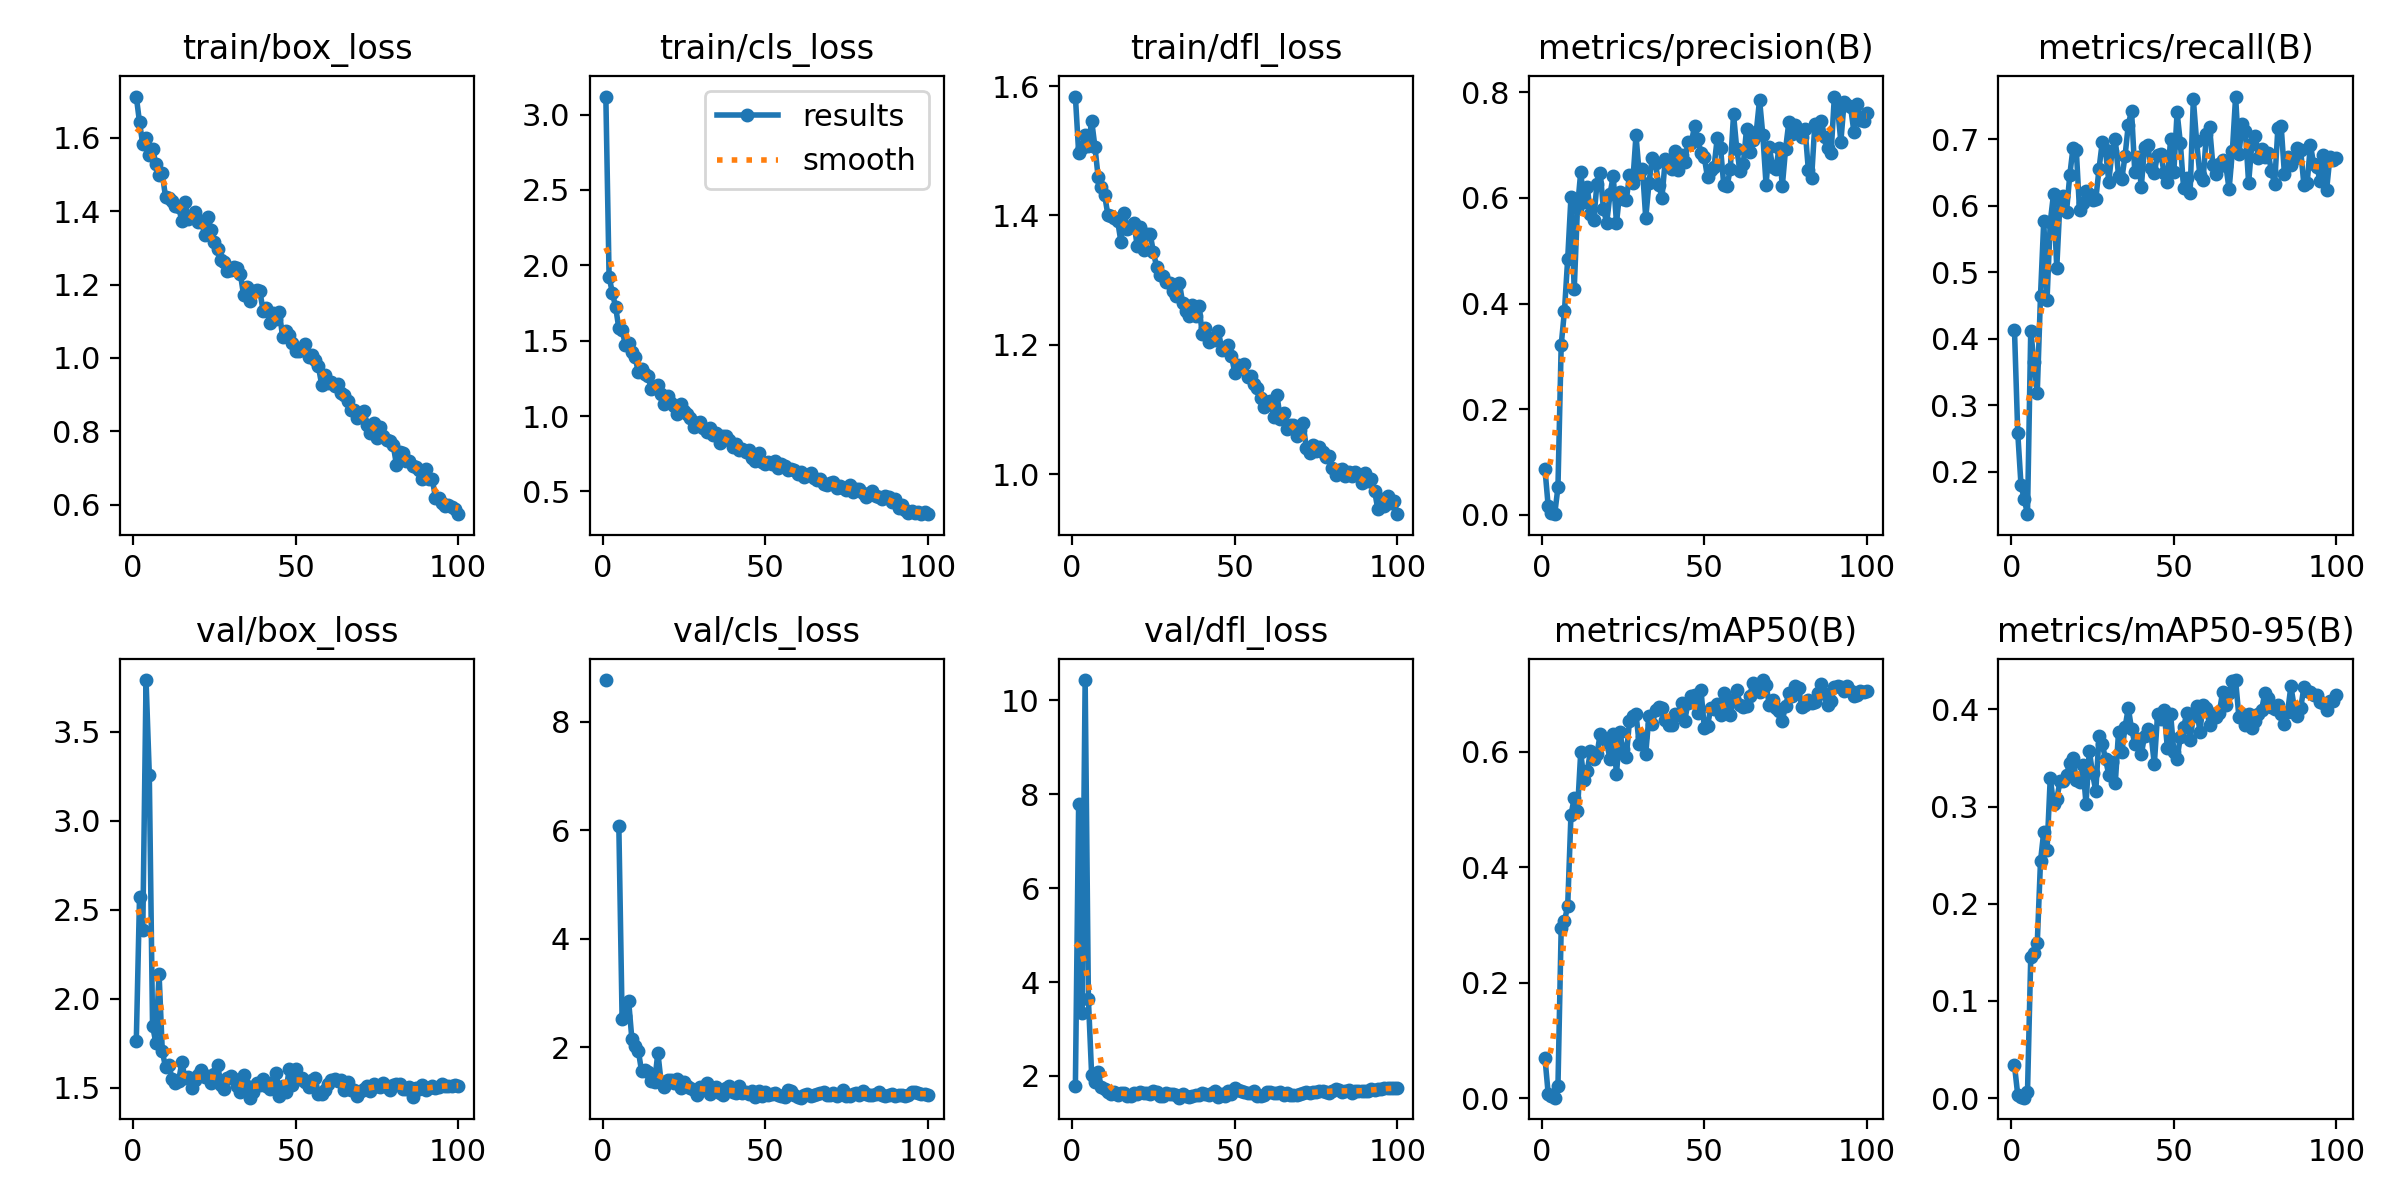 train/box_loss
1.6
1.4
1.2
1.0
0.8
0.6
0 50 100
train/cls_loss
results
smooth
3.0
2.5
2.0
1.5
1.0
0.5
0 50 100
train/dfl_loss
1.6
1.4
1.2
1.0
0 50 100
metrics/precision(B)
0.8
0.6
0.4
0.2
0.0
0 50 100
metrics/recall(B)
0.7
0.6
0.5
0.4
0.3
0.2
0 50 100
val/box_loss
3.5
3.0
2.5
2.0
1.5
0 50 100
val/cls_loss
8
6
4
2
0 50 100
val/dfl_loss
10
8
6
4
2
0 50 100
metrics/mAP50(B)
0.6
0.4
0.2
0.0
0 50 100
metrics/mAP50-95(B)
0.4
0.3
0.2
0.1
0.0
0 50 100